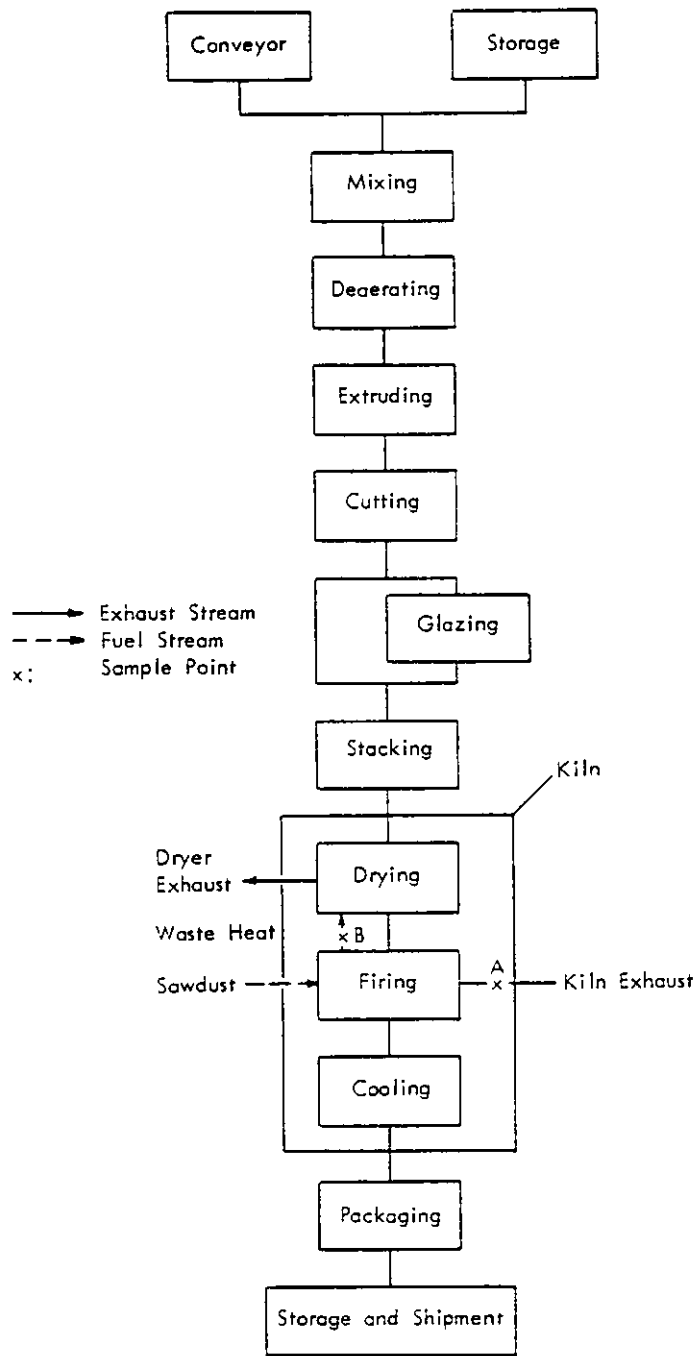 Conveyor
Storage
Mixing
Deaerating
Extruding
Cutting
Glazing
Exhaust Stream
Fuel Stream
x: Sample Point
Stacking
Kiln
Dryer
Exhaust
Drying
Waste Heat
x B
Sawdust
Firing
A
x
Kiln Exhaust
Cooling
Packaging
Storage and Shipment